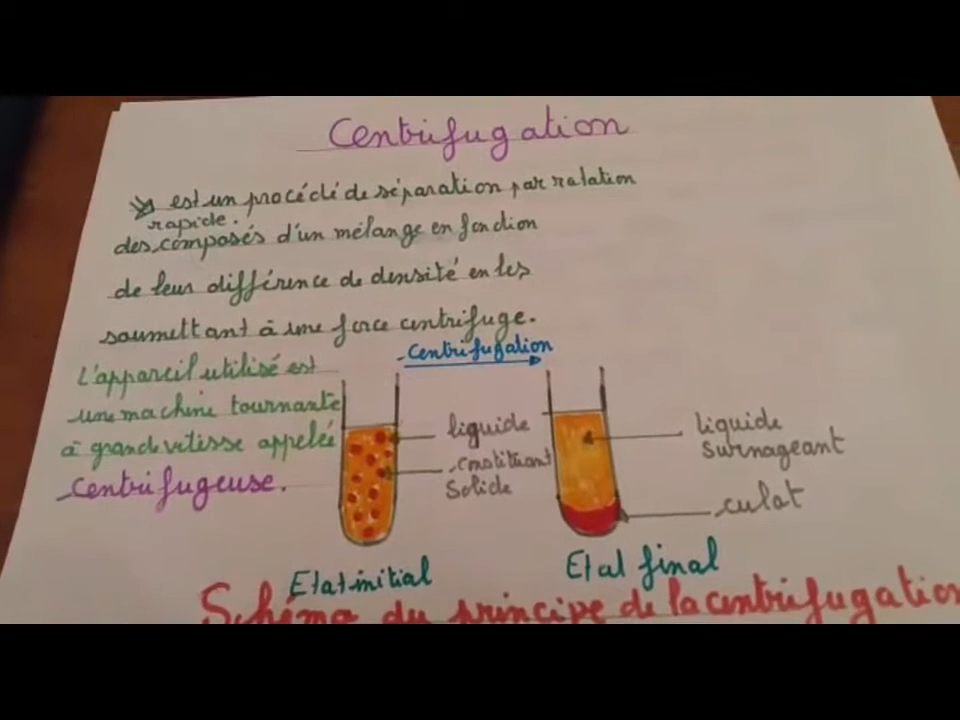 Centrifugation
est un procédé de séparation par rotation
rapide.
des composés d'un mélange en fonction
de leur différence de densité en les
soumettant à une force centrifuge.
L'appareil utilisé est
une machine tournante
à grande vitesse appelée
Centrifugeuse.
Centrifugation
liquide
constituant
solide
liquide
surnageant
culot
Etat initial
Etat final
Schéma du principe de la centrifugation